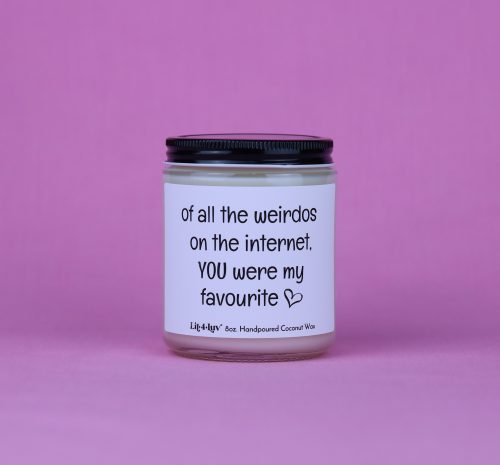 of all the weirdos
on the internet,
YOU were my
favourite
Lit4Luv 8oz. Handpoured Coconut Wax